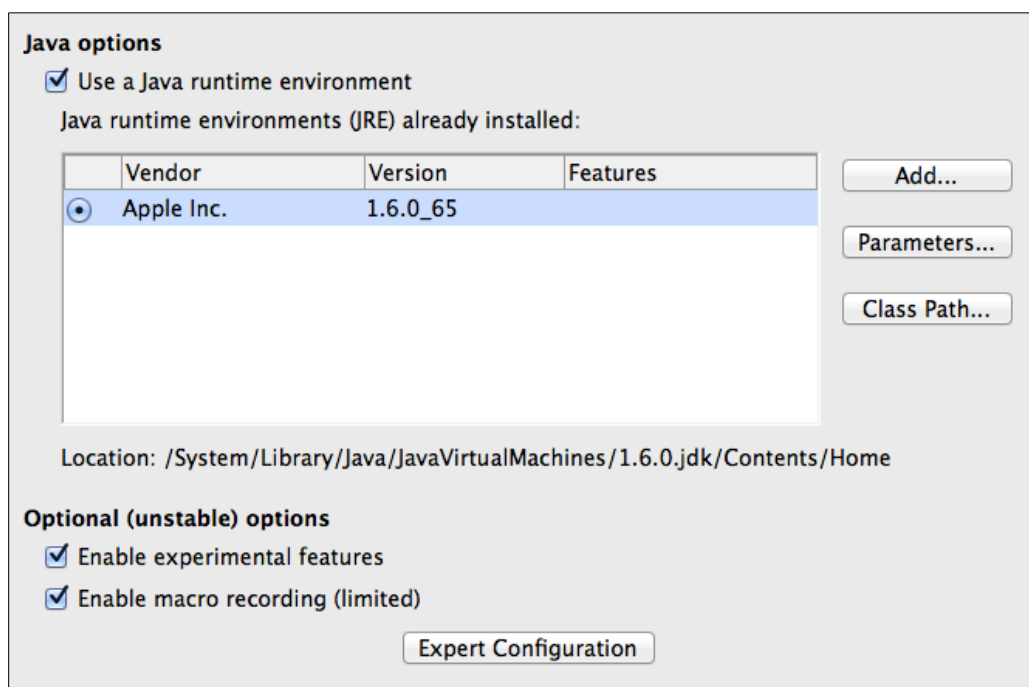 Java options
Use a Java runtime environment
Java runtime environments (JRE) already installed:
Vendor Version Features
Add...
Apple Inc. 1.6.0_65
Parameters...
Class Path...
Location: /System/Library/Java/JavaVirtualMachines/1.6.0.jdk/Contents/Home
Optional (unstable) options
Enable experimental features
Enable macro recording (limited)
Expert Configuration